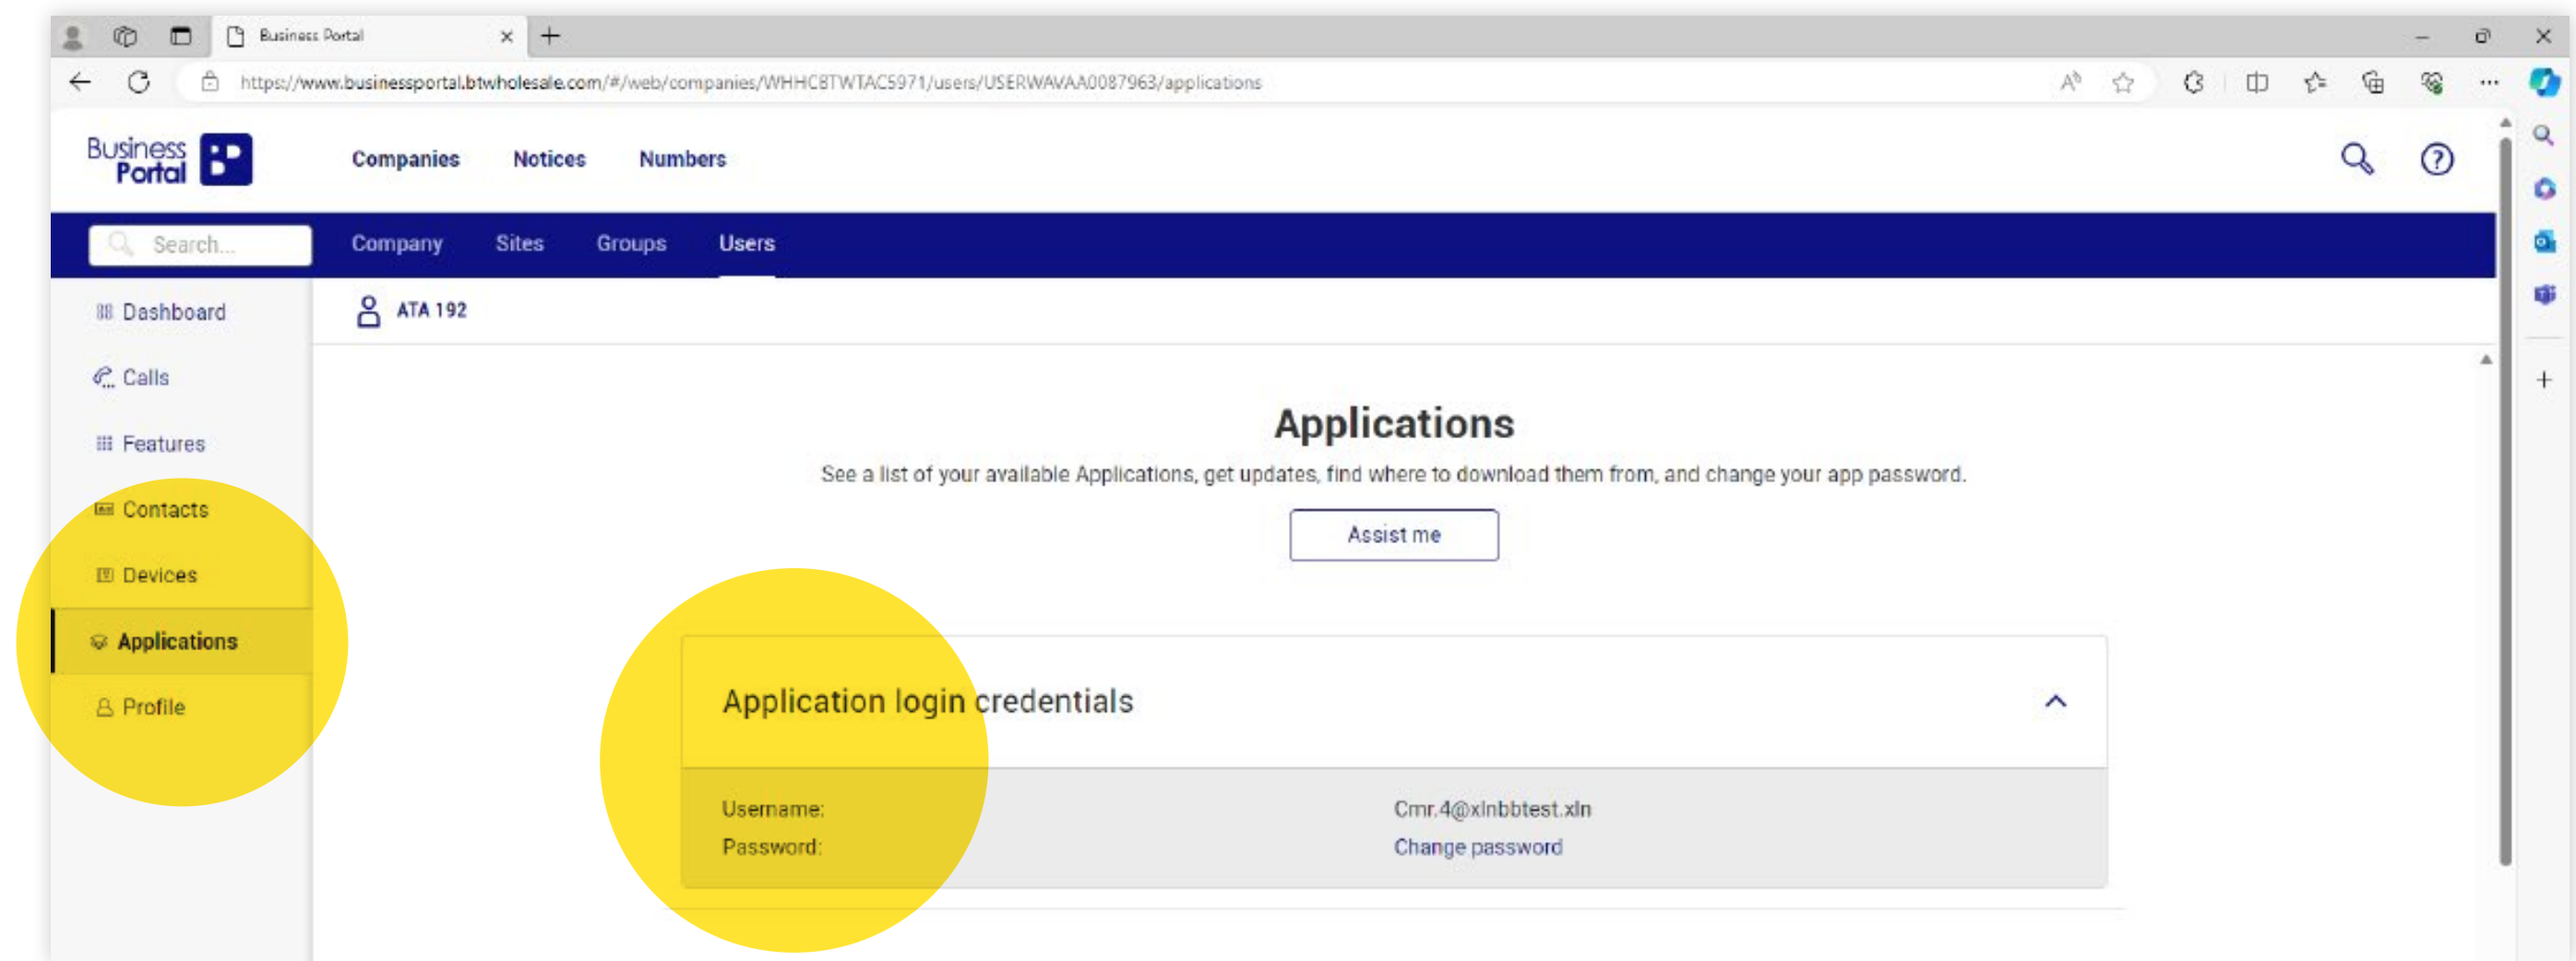 Business Portal
https://www.businessportal.btwholesale.com/#/web/companies/WHHCBTWTAC5971/users/USERWAVAA0087963/applications
Business
Portal
Companies Notices Numbers
Search...
Company Sites Groups Users
Dashboard
ATA 192
Calls
Features
Contacts
Devices
Applications
Profile
Applications
See a list of your available Applications, get updates, find where to download them from, and change your app password.
Assist me
Application login credentials
Username: Cmr.4@xlnbbtest.xln
Password: Change password